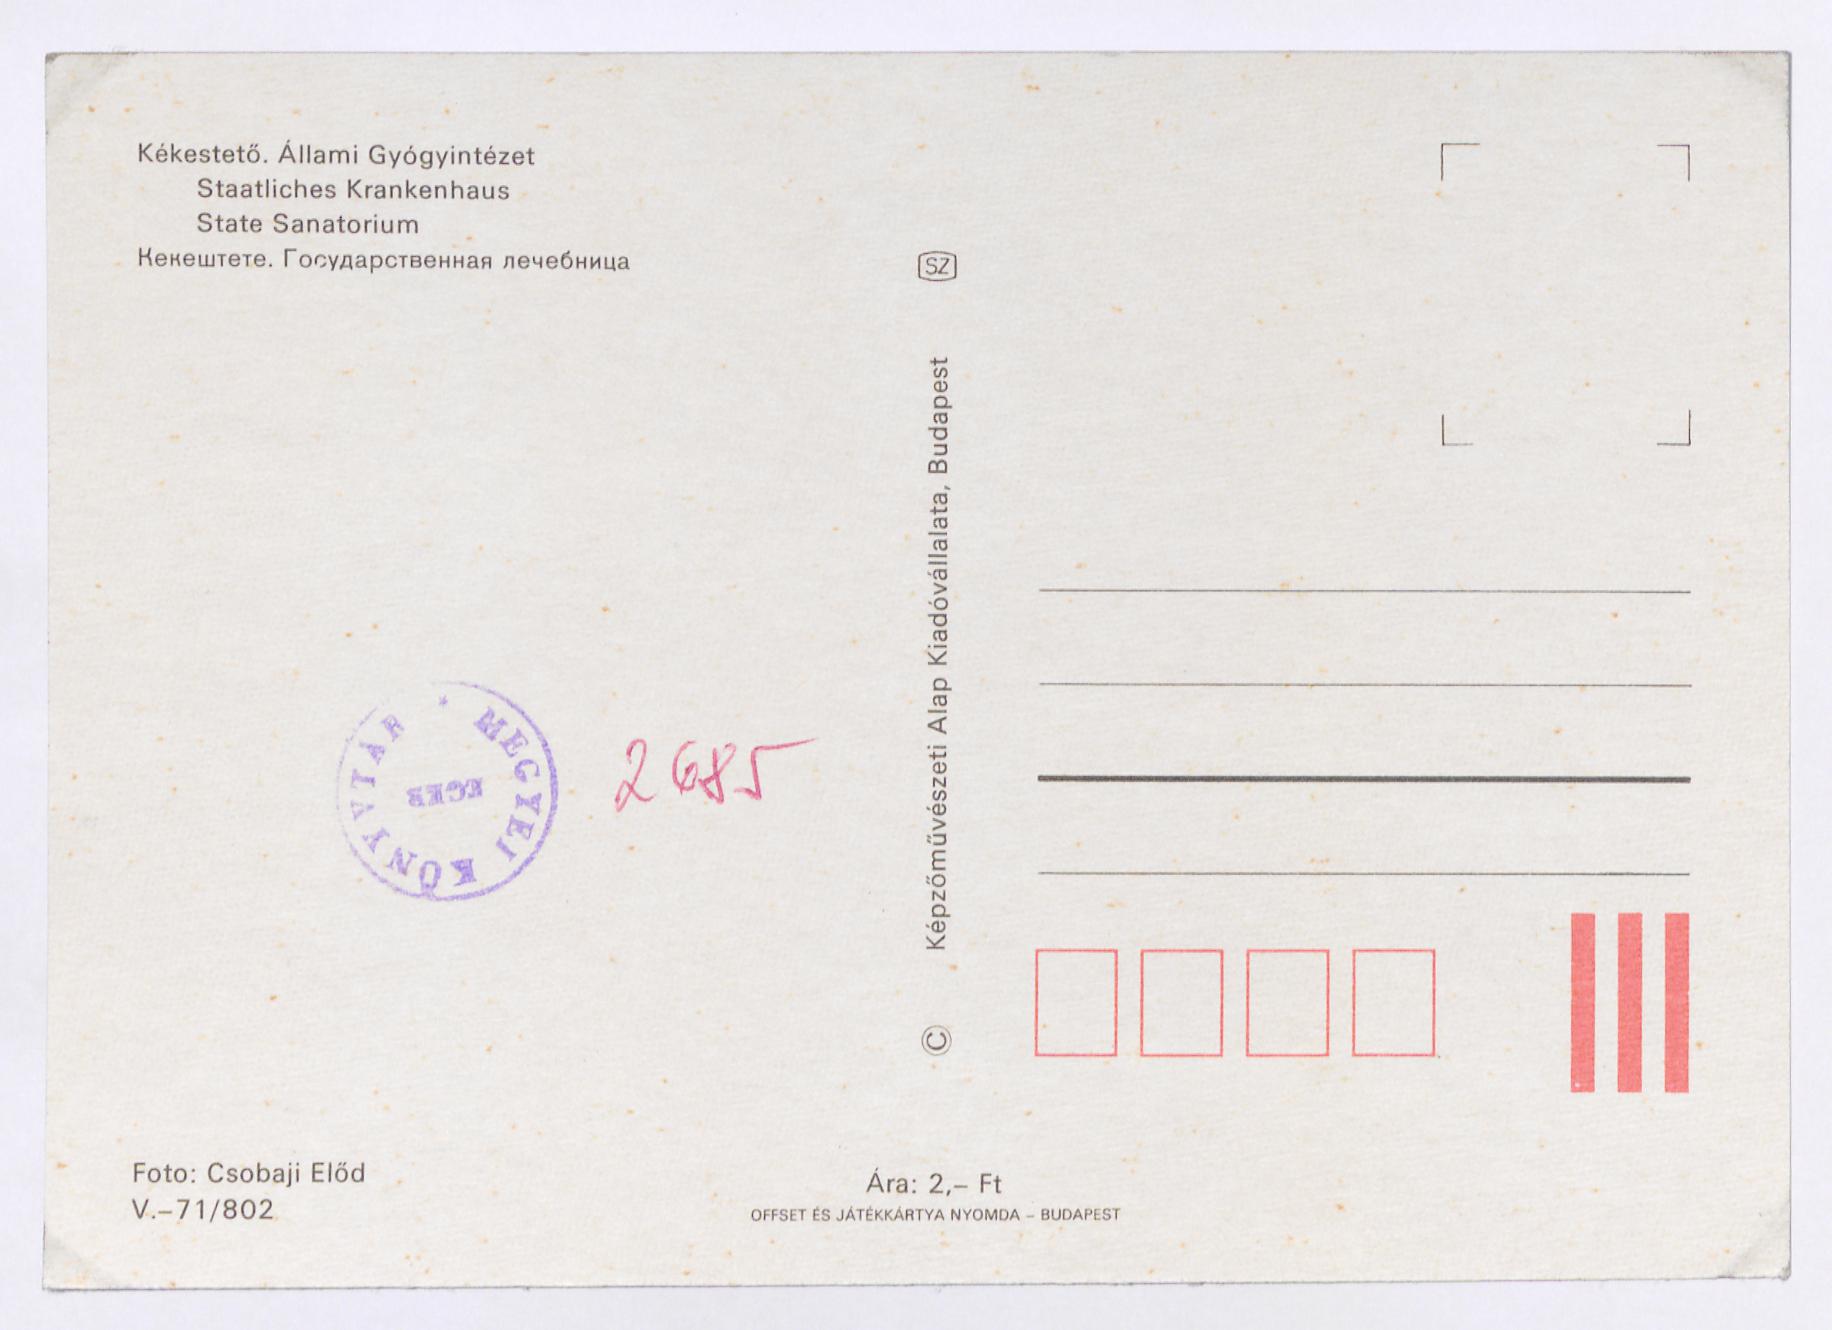 Kékestető. Állami Gyógyintézet
Staatliches Krankenhaus
State Sanatorium
Кекештете. Государственная лечебница
SZ
© Képzőművészeti Alap Kiadóvállalata, Budapest
MEGYEI KÖNYVTÁR *
EGER
2685
Foto: Csobaji Előd
V.–71/802
Ára: 2,– Ft
OFFSET ÉS JÁTÉKKÁRTYA NYOMDA – BUDAPEST